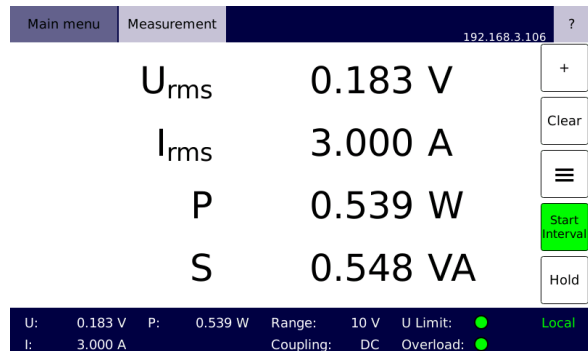 Main menu Measurement ?
192.168.3.106
Urms 0.183 V
+
Clear
Irms 3.000 A
P 0.539 W
Start
Interval
S 0.548 VA
Hold
U: 0.183 V P: 0.539 W Range: 10 V U Limit: Local
I: 3.000 A Coupling: DC Overload: